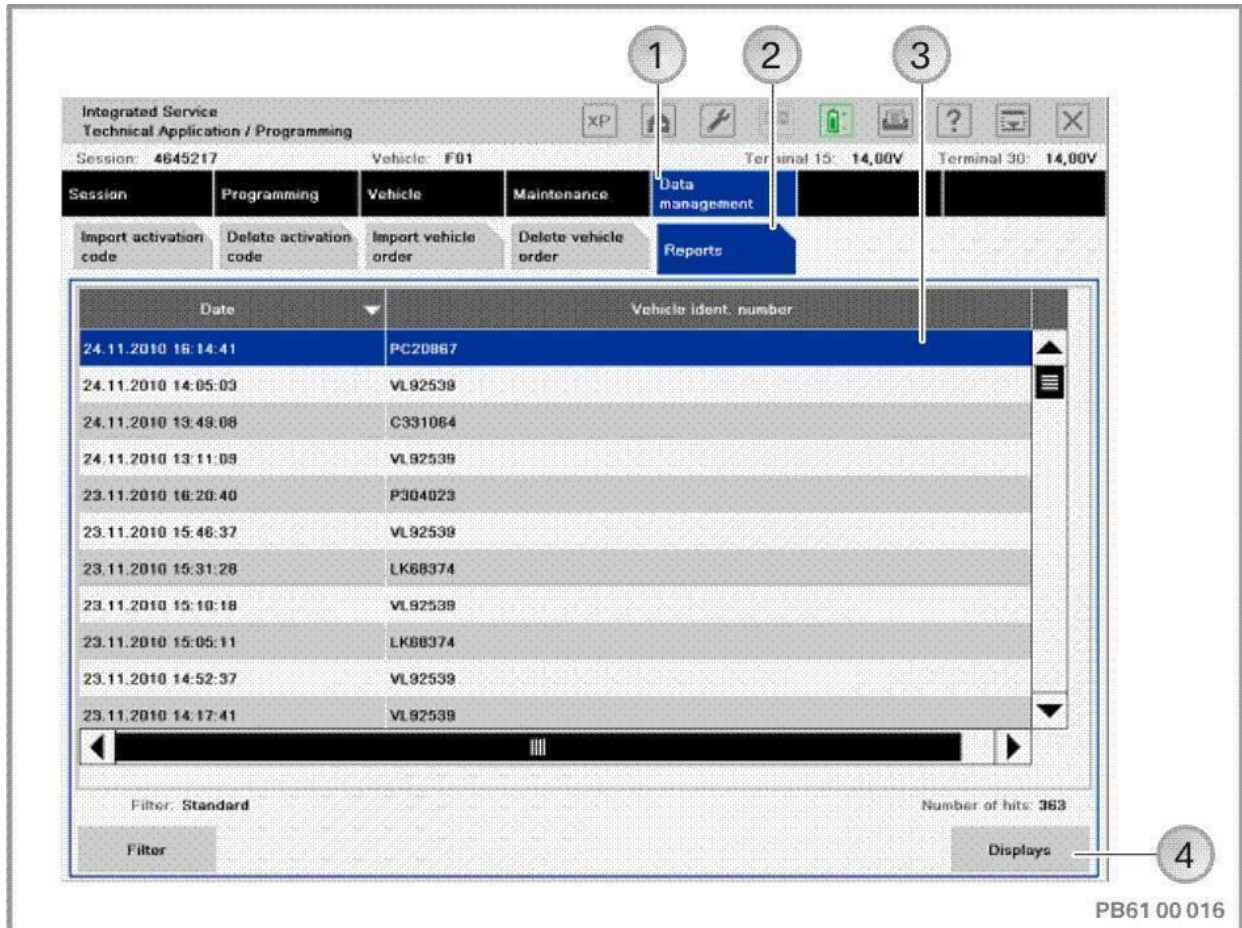 1 2 3
Integrated Service
Technical Application / Programming
XP ?
Session: 4645217 Vehicle: F01 Terminal 15: 14,00V Terminal 30: 14,00V
Session Programming Vehicle Maintenance Data management
Import activation code Delete activation code Import vehicle order Delete vehicle order Reports
Date Vehicle ident. number
24.11.2010 16:14:41 PC20867
24.11.2010 14:05:03 VL92539
24.11.2010 13:49:08 C331064
24.11.2010 13:11:09 VL92539
23.11.2010 16:20:40 P304023
23.11.2010 15:46:37 VL92539
23.11.2010 15:31:28 LK68374
23.11.2010 15:10:18 VL92539
23.11.2010 15:05:11 LK68374
23.11.2010 14:52:37 VL92539
23.11.2010 14:17:41 VL92539
Filter: Standard Number of hits: 363
Filter Displays 4
PB61 00 016